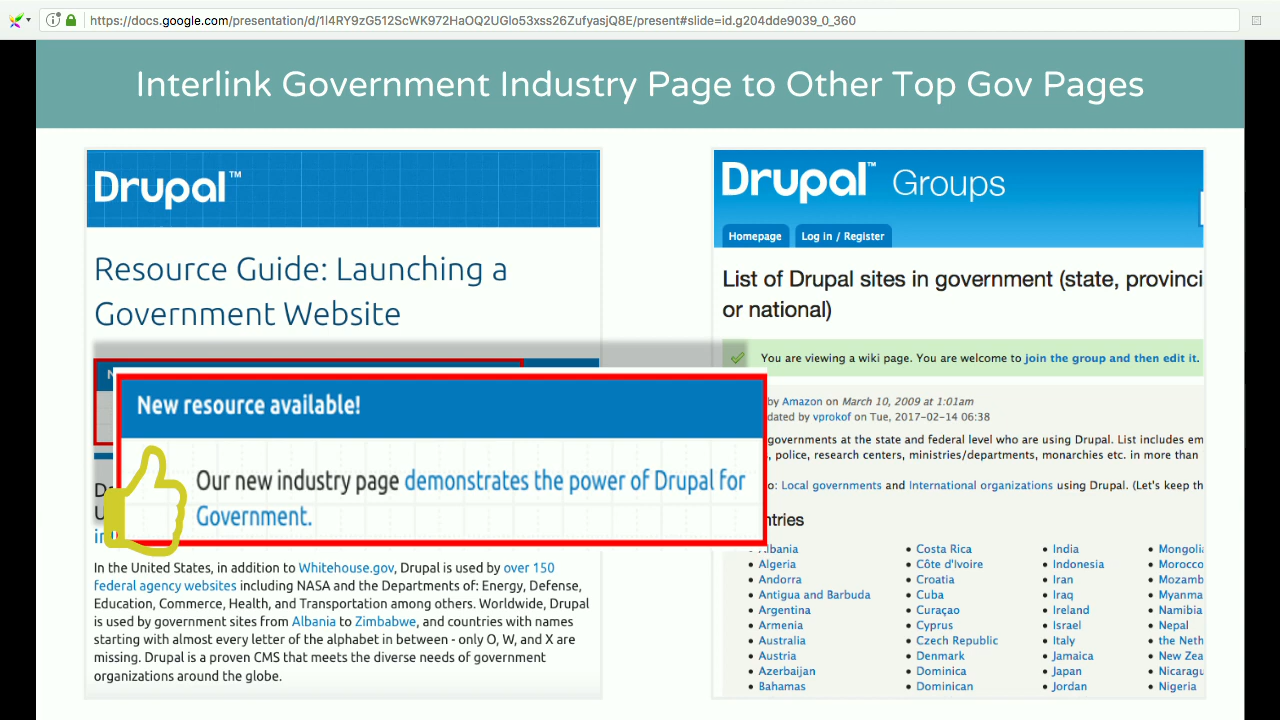 https://docs.google.com/presentation/d/1l4RY9zG512ScWK972HaOQ2UGlo53xss26ZufyasjQ8E/present#slide=id.g204dde9039_0_360
Interlink Government Industry Page to Other Top Gov Pages
Drupal™
Resource Guide: Launching a
Government Website
New resource available!
Our new industry page demonstrates the power of Drupal for
Government.
In the United States, in addition to Whitehouse.gov, Drupal is used by over 150
federal agency websites including NASA and the Departments of: Energy, Defense,
Education, Commerce, Health, and Transportation among others. Worldwide, Drupal
is used by government sites from Albania to Zimbabwe, and countries with names
starting with almost every letter of the alphabet in between - only O, W, and X are
missing. Drupal is a proven CMS that meets the diverse needs of government
organizations around the globe.
Drupal™ Groups
Homepage Log in / Register
List of Drupal sites in government (state, provinci
or national)
You are viewing a wiki page. You are welcome to join the group and then edit it.
by Amazon on March 10, 2009 at 1:01am
dated by vprokof on Tue, 2017-02-14 06:38
governments at the state and federal level who are using Drupal. List includes em
, police, research centers, ministries/departments, monarchies etc. in more than
o: Local governments and International organizations using Drupal. (Let's keep th
ntries
• Albania • Costa Rica • India • Mongoli
• Algeria • Côte d'Ivoire • Indonesia • Morocco
• Andorra • Croatia • Iran • Mozamb
• Antigua and Barbuda • Cuba • Iraq • Myanma
• Argentina • Curaçao • Ireland • Namibia
• Armenia • Cyprus • Israel • Nepal
• Australia • Czech Republic • Italy • the Neth
• Austria • Denmark • Jamaica • New Zea
• Azerbaijan • Dominica • Japan • Nicaragu
• Bahamas • Dominican • Jordan • Nigeria